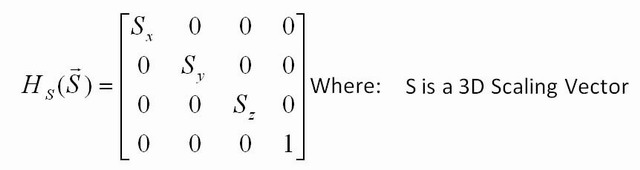 S_x 0 0 0
0 S_y 0 0
H_S(S⃗) = Where: S is a 3D Scaling Vector
0 0 S_z 0
0 0 0 1